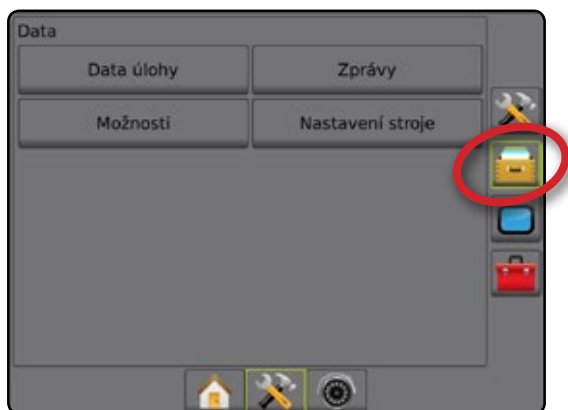 Data
Data úlohy
Zprávy
Možnosti
Nastavení stroje